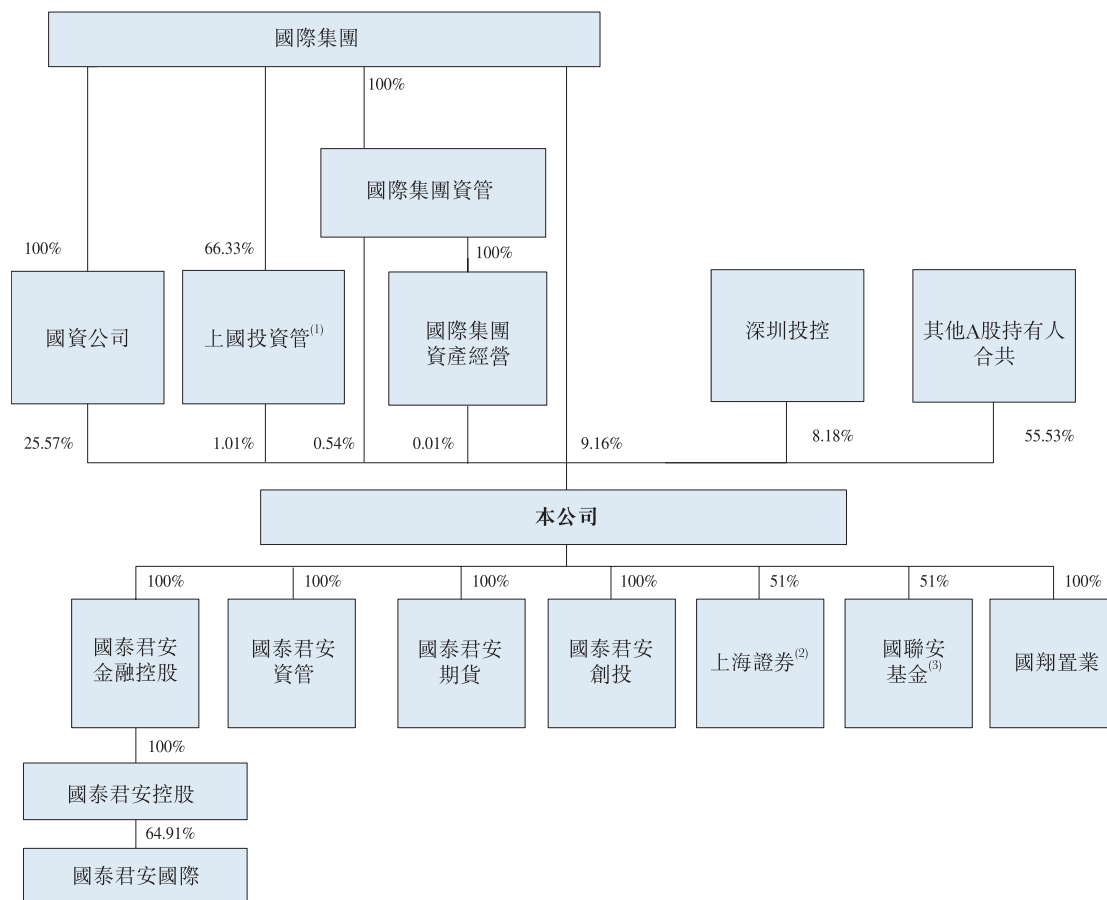 國際集團
100%
國際集團資管
100%
66.33%
100%
國資公司
上國投資管(1)
國際集團
資產經營
深圳投控
其他A股持有人
合共
25.57%
1.01%
0.54%
0.01%
9.16%
8.18%
55.53%
本公司
100%
100%
100%
100%
51%
51%
100%
國泰君安
金融控股
國泰君安
資管
國泰君安
期貨
國泰君安
創投
上海證券(2)
國聯安
基金(3)
國翔置業
100%
國泰君安控股
64.91%
國泰君安國際